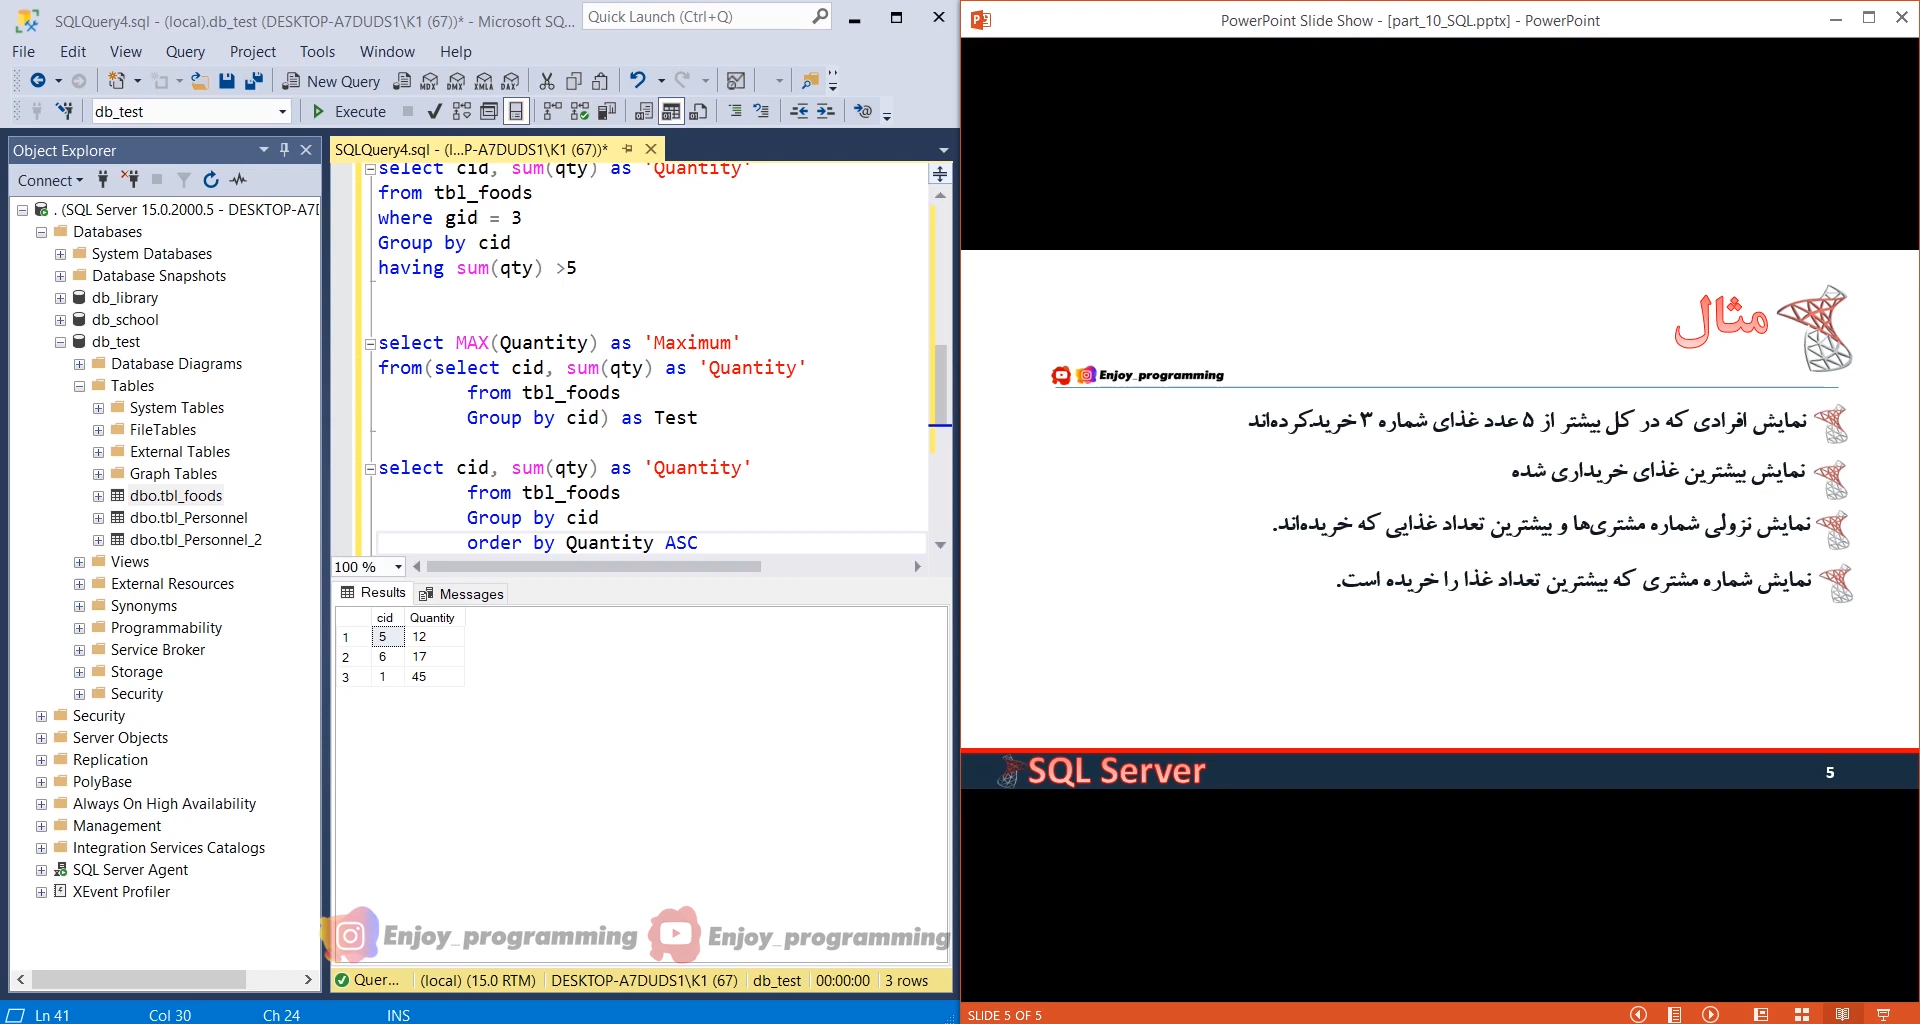 SQLQuery4.sql - (local).db_test (DESKTOP-A7DUDS1\K1 (67))* - Microsoft SQ...
Quick Launch (Ctrl+Q)
File Edit View Query Project Tools Window Help
New Query
db_test
Execute
Object Explorer
Connect
. (SQL Server 15.0.2000.5 - DESKTOP-A7
Databases
System Databases
Database Snapshots
db_library
db_school
db_test
Database Diagrams
Tables
System Tables
FileTables
External Tables
Graph Tables
dbo.tbl_foods
dbo.tbl_Personnel
dbo.tbl_Personnel_2
Views
External Resources
Synonyms
Programmability
Service Broker
Storage
Security
Security
Server Objects
Replication
PolyBase
Always On High Availability
Management
Integration Services Catalogs
SQL Server Agent
XEvent Profiler
SQLQuery4.sql - (l...P-A7DUDS1\K1 (67))*
select cid, sum(qty) as 'Quantity'
from tbl_foods
where gid = 3
Group by cid
having sum(qty) >5
select MAX(Quantity) as 'Maximum'
from(select cid, sum(qty) as 'Quantity'
from tbl_foods
Group by cid) as Test
select cid, sum(qty) as 'Quantity'
from tbl_foods
Group by cid
order by Quantity ASC
100 %
Results Messages
cid Quantity
1 5 12
2 6 17
3 1 45
Enjoy_programming Enjoy_programming
Quer... (local) (15.0 RTM) DESKTOP-A7DUDS1\K1 (67) db_test 00:00:00 3 rows
Ln 41 Col 30 Ch 24 INS
PowerPoint Slide Show - [part_10_SQL.pptx] - PowerPoint
مثال
Enjoy_programming
نمایش افرادی که در کل بیشتر از ۵ عدد غذای شماره ۳ خریدکرده‌اند
نمایش بیشترین غذای خریداری شده
نمایش نزولی شماره مشتری‌ها و بیشترین تعداد غذایی که خریده‌اند.
نمایش شماره مشتری که بیشترین تعداد غذا را خریده است.
SQL Server
5
SLIDE 5 OF 5